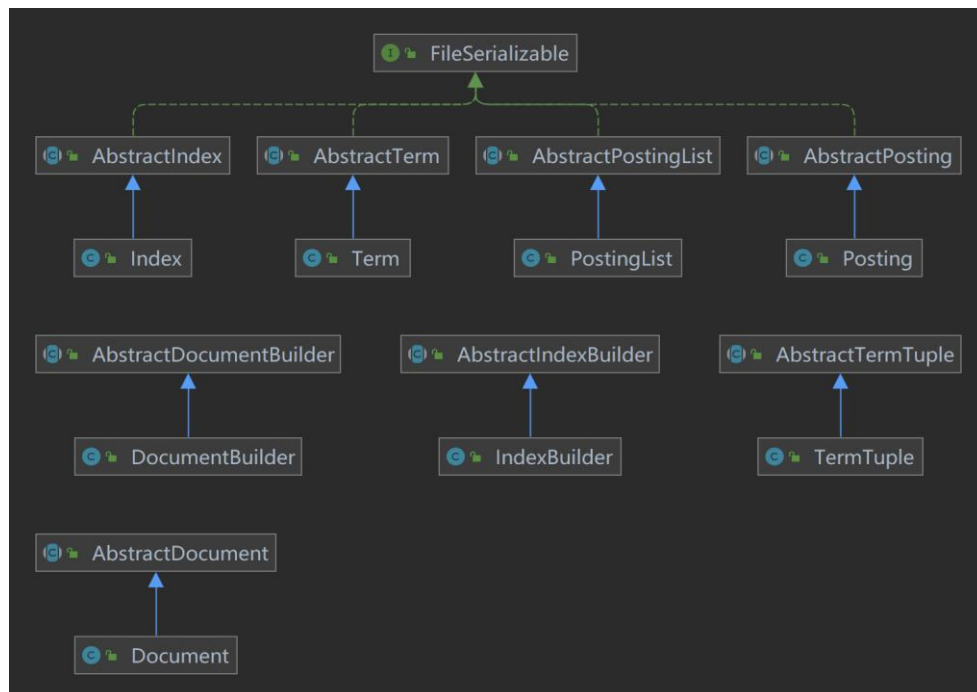 FileSerializable
AbstractIndex
AbstractTerm
AbstractPostingList
AbstractPosting
Index
Term
PostingList
Posting
AbstractDocumentBuilder
AbstractIndexBuilder
AbstractTermTuple
DocumentBuilder
IndexBuilder
TermTuple
AbstractDocument
Document